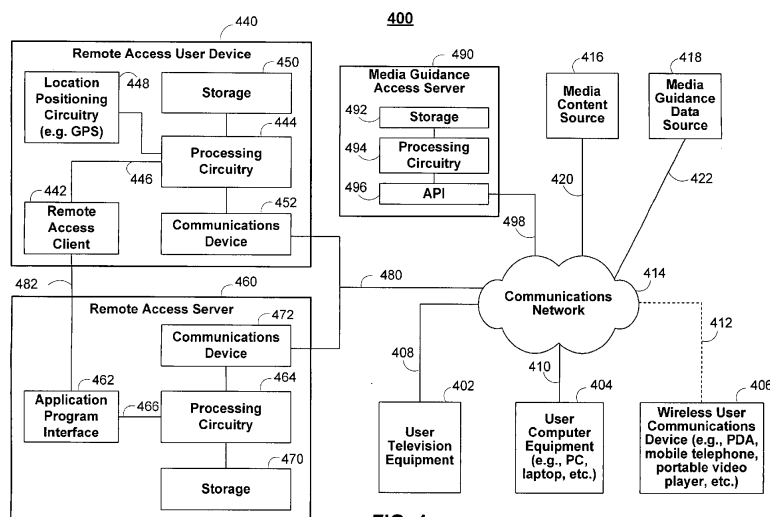 400
440
Remote Access User Device
448
Location
Positioning
Circuitry
(e.g. GPS)
450
Storage
444
Processing
Circuitry
446
442
Remote
Access
Client
452
Communications
Device
482
460
Remote Access Server
472
Communications
Device
462
Application
Program
Interface
464
466
Processing
Circuitry
470
Storage
480
490
Media Guidance
Access Server
492
Storage
494
Processing
Circuitry
496
API
498
416
Media
Content
Source
420
418
Media
Guidance
Data
Source
422
414
Communications
Network
408
410
412
402
User
Television
Equipment
404
User
Computer
Equipment
(e.g., PC,
laptop, etc.)
406
Wireless User
Communications
Device (e.g., PDA,
mobile telephone,
portable video
player, etc.)